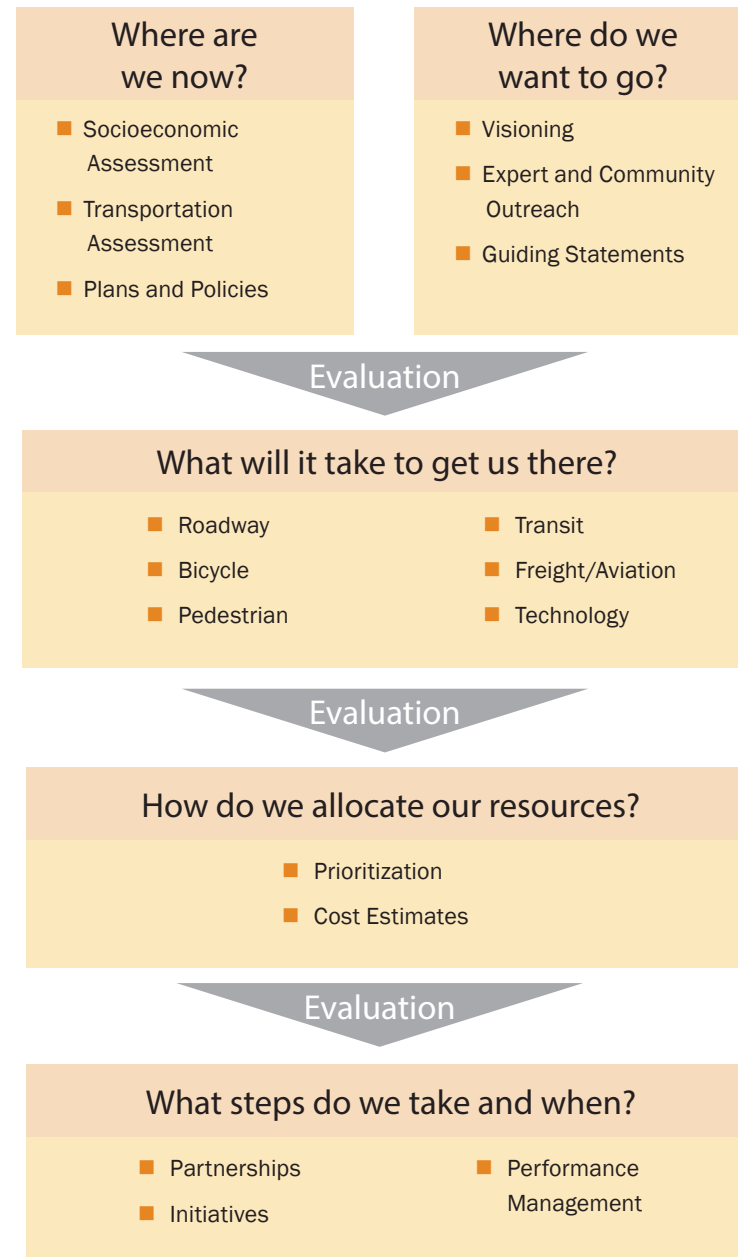 Where are
we now?
Socioeconomic
Assessment
Transportation
Assessment
Plans and Policies
Where do we
want to go?
Visioning
Expert and Community
Outreach
Guiding Statements
Evaluation
What will it take to get us there?
Roadway
Bicycle
Pedestrian
Transit
Freight/Aviation
Technology
Evaluation
How do we allocate our resources?
Prioritization
Cost Estimates
Evaluation
What steps do we take and when?
Partnerships
Initiatives
Performance
Management